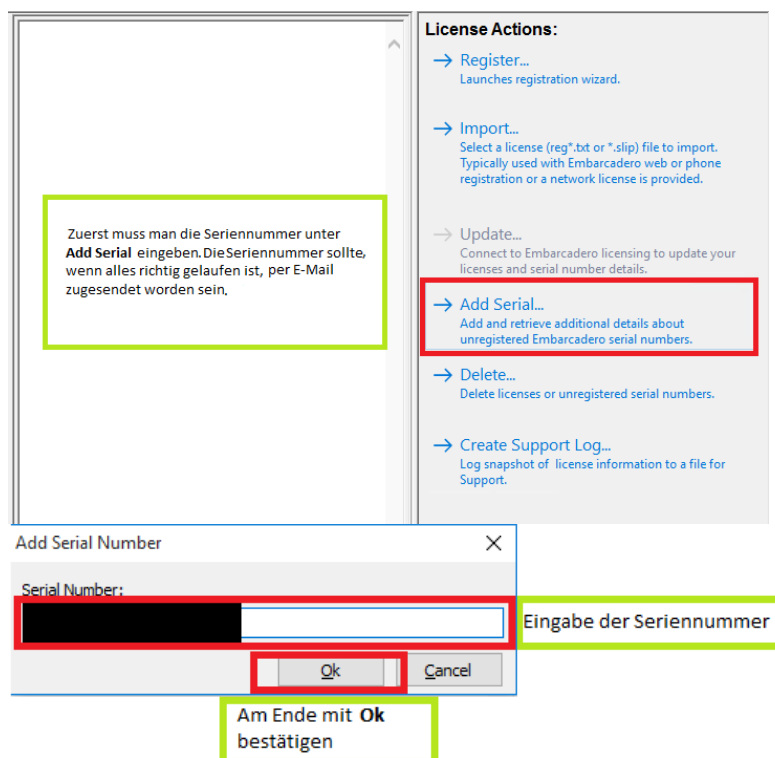 License Actions:
→ Register...
Launches registration wizard.
→ Import...
Select a license (reg*.txt or *.slip) file to import.
Typically used with Embarcadero web or phone
registration or a network license is provided.
Zuerst muss man die Seriennummer unter
Add Serial eingeben. Die Seriennummer sollte,
wenn alles richtig gelaufen ist, per E-Mail
zugesendet worden sein.
→ Update...
Connect to Embarcadero licensing to update your
licenses and serial number details.
→ Add Serial...
Add and retrieve additional details about
unregistered Embarcadero serial numbers.
→ Delete...
Delete licenses or unregistered serial numbers.
→ Create Support Log...
Log snapshot of license information to a file for
Support.
Add Serial Number
Serial Number:
Eingabe der Seriennummer
Ok Cancel
Am Ende mit Ok
bestätigen